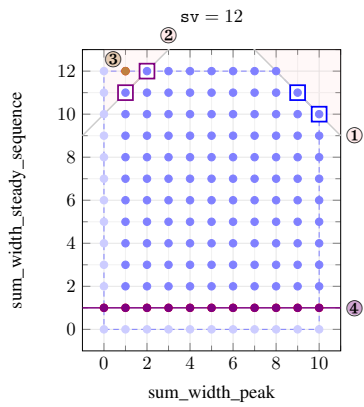 sv = 12
②
③
12
10
8
6
4
2
0
①
④
sum_width_steady_sequence
0 2 4 6 8 10
sum_width_peak